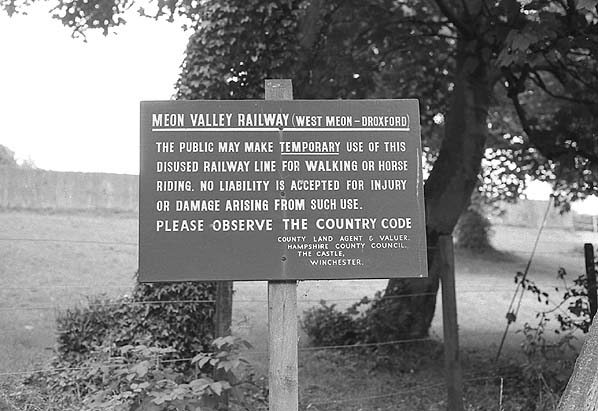 MEON VALLEY RAILWAY (WEST MEON – DROXFORD)
THE PUBLIC MAY MAKE TEMPORARY USE OF THIS
DISUSED RAILWAY LINE FOR WALKING OR HORSE
RIDING. NO LIABILITY IS ACCEPTED FOR INJURY
OR DAMAGE ARISING FROM SUCH USE.
PLEASE OBSERVE THE COUNTRY CODE
COUNTY LAND AGENT & VALUER.
HAMPSHIRE COUNTY COUNCIL.
THE CASTLE,
WINCHESTER.